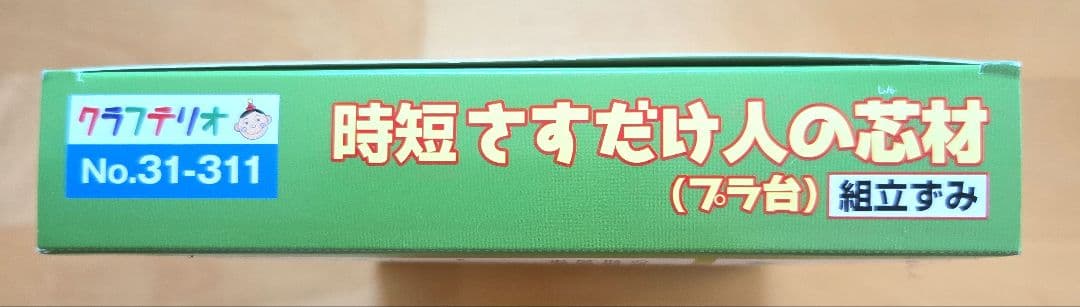 クラフテリオ
No.31-311
時短さすだけ人の芯材
(プラ台) 組立ずみ